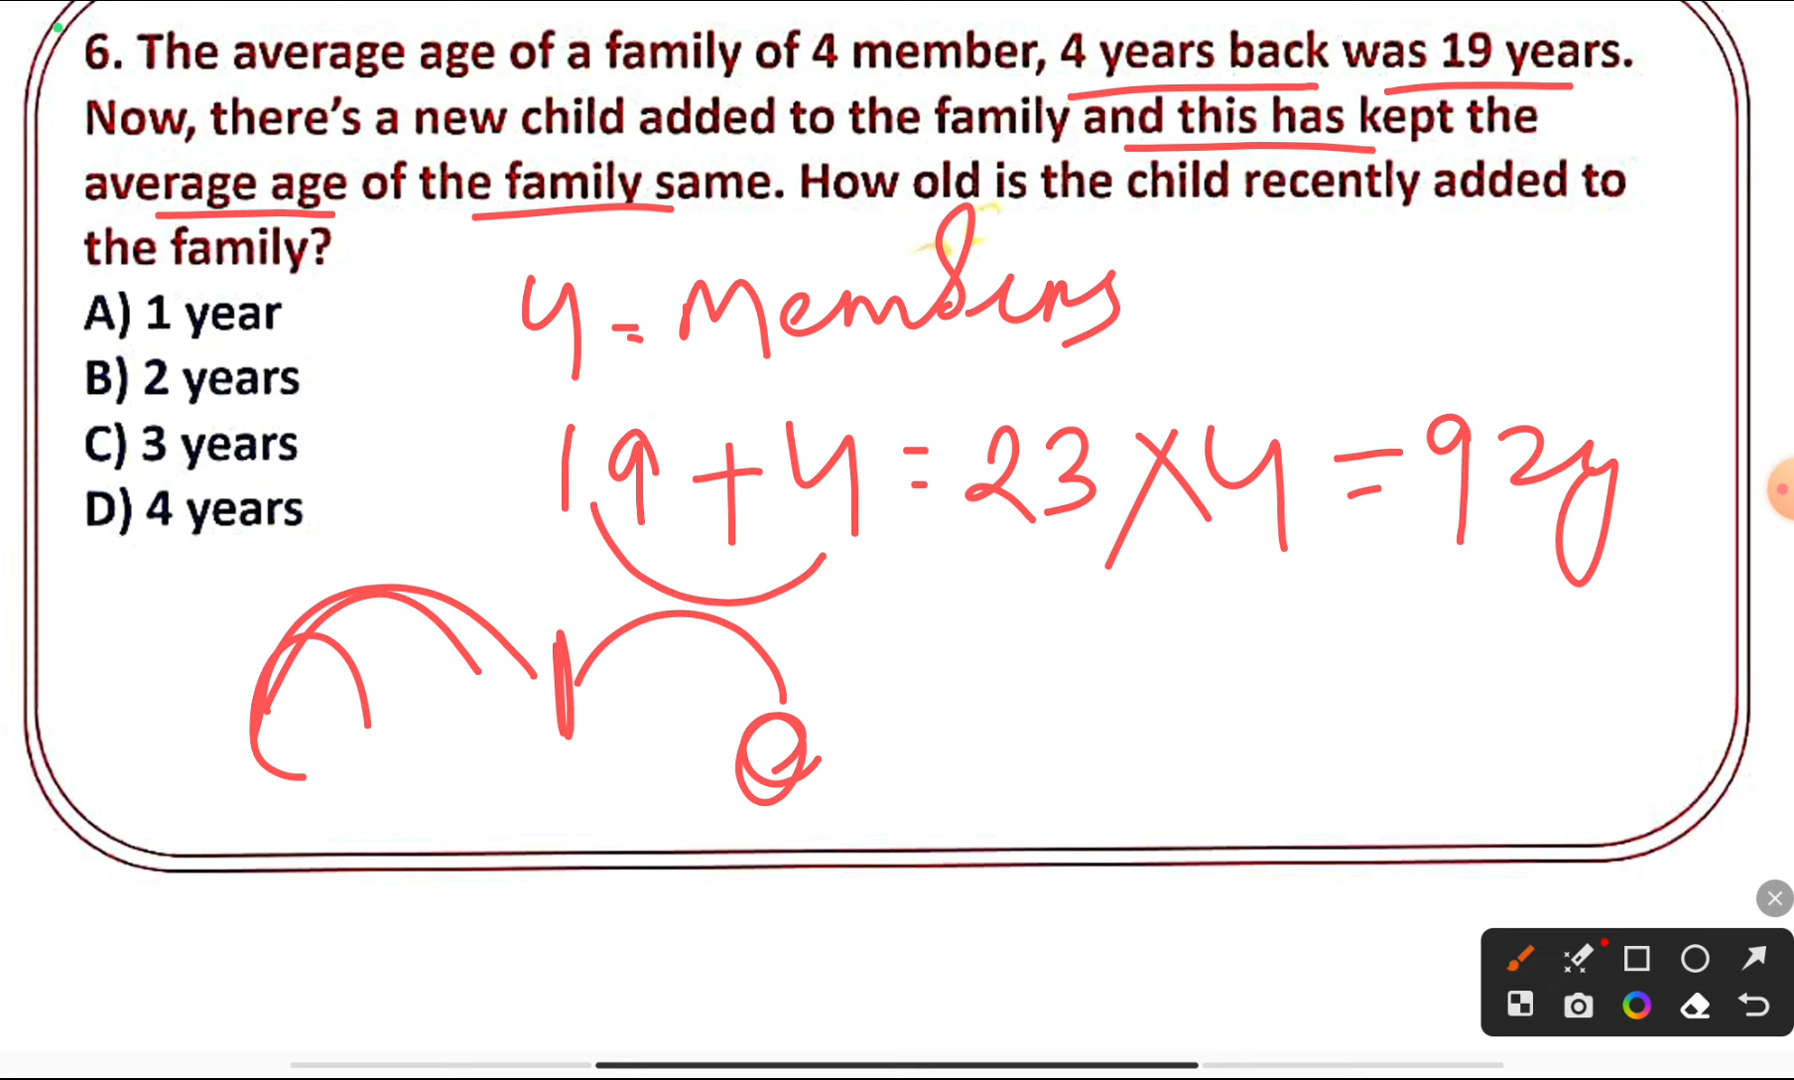 6. The average age of a family of 4 member, 4 years back was 19 years.
Now, there's a new child added to the family and this has kept the
average age of the family same. How old is the child recently added to
the family?
A) 1 year
B) 2 years
C) 3 years
D) 4 years
4 = Members
19 + 4 = 23 × 4 = 92y